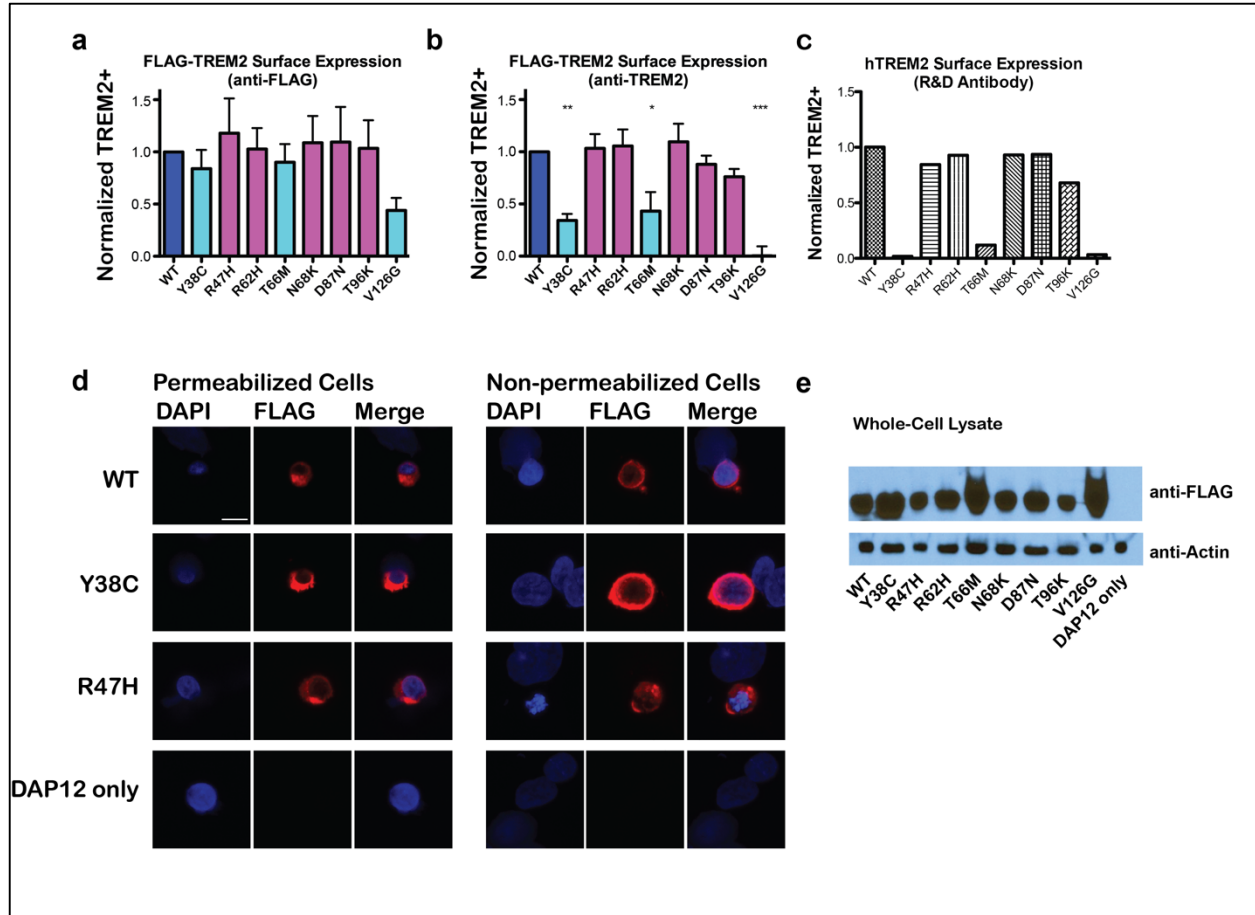 a
FLAG-TREM2 Surface Expression
(anti-FLAG)
Normalized TREM2+
1.5
1.0
0.5
0.0
WT
Y38C
R47H
R62H
T66M
N68K
D87N
T96K
V126G
b
FLAG-TREM2 Surface Expression
(anti-TREM2)
Normalized TREM2+
1.5
1.0
0.5
0.0
**
*
***
WT
Y38C
R47H
R62H
T66M
N68K
D87N
T96K
V126G
c
hTREM2 Surface Expression
(R&D Antibody)
Normalized TREM2+
1.5
1.0
0.5
0.0
WT
Y38C
R47H
R62H
T66M
N68K
D87N
T96K
V126G
d
Permeabilized Cells
DAPI FLAG Merge
Non-permeabilized Cells
DAPI FLAG Merge
WT
Y38C
R47H
DAP12 only
e
Whole-Cell Lysate
anti-FLAG
anti-Actin
WT
Y38C
R47H
R62H
T66M
N68K
D87N
T96K
V126G
DAP12 only